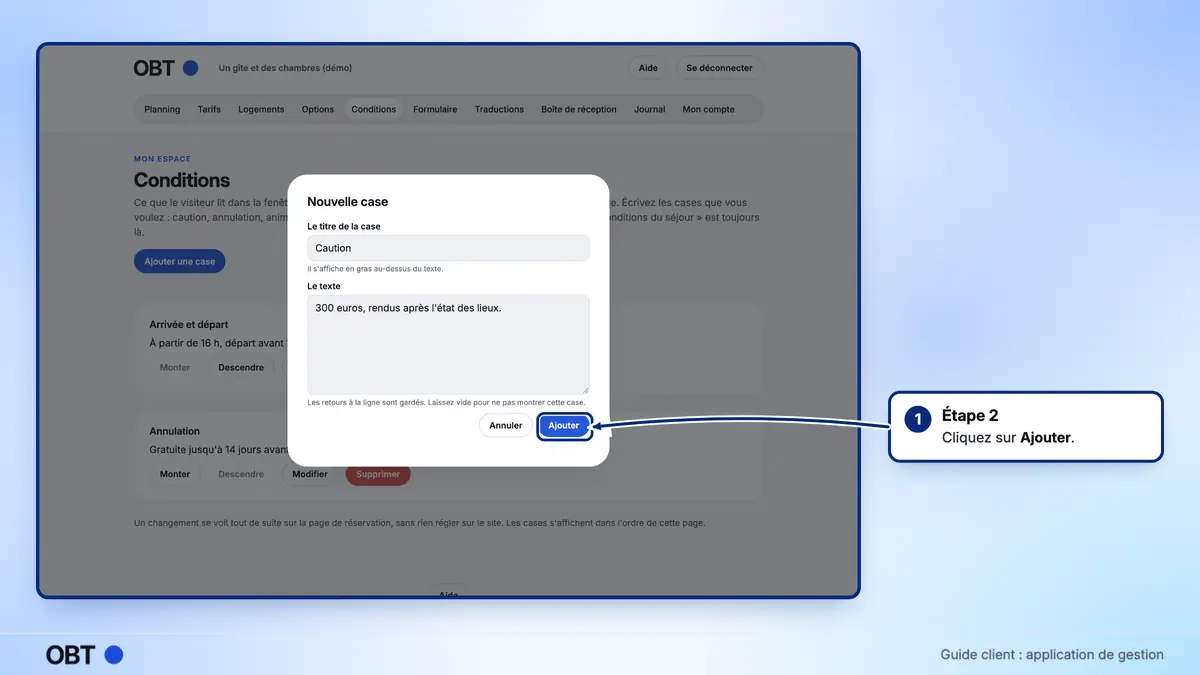 OBT
Un gîte et des chambres (démo)
Aide
Se déconnecter
Planning
Tarifs
Logements
Options
Conditions
Formulaire
Traductions
Boîte de réception
Journal
Mon compte
MON ESPACE
Conditions
Ce que le visiteur lit dans la fenêt
e. Écrivez les cases que vous
voulez : caution, annulation, anim
onditions du séjour » est toujours
là.
Ajouter une case
Arrivée et départ
À partir de 16 h, départ avant
Monter
Descendre
Annulation
Gratuite jusqu'à 14 jours avant
Monter
Descendre
Modifier
Supprimer
Un changement se voit tout de suite sur la page de réservation, sans rien régler sur le site. Les cases s'affichent dans l'ordre de cette page.
Aide
Nouvelle case
Le titre de la case
Caution
Il s'affiche en gras au-dessus du texte.
Le texte
300 euros, rendus après l'état des lieux.
Les retours à la ligne sont gardés. Laissez vide pour ne pas montrer cette case.
Annuler
Ajouter
1
Étape 2
Cliquez sur Ajouter.
OBT
Guide client : application de gestion